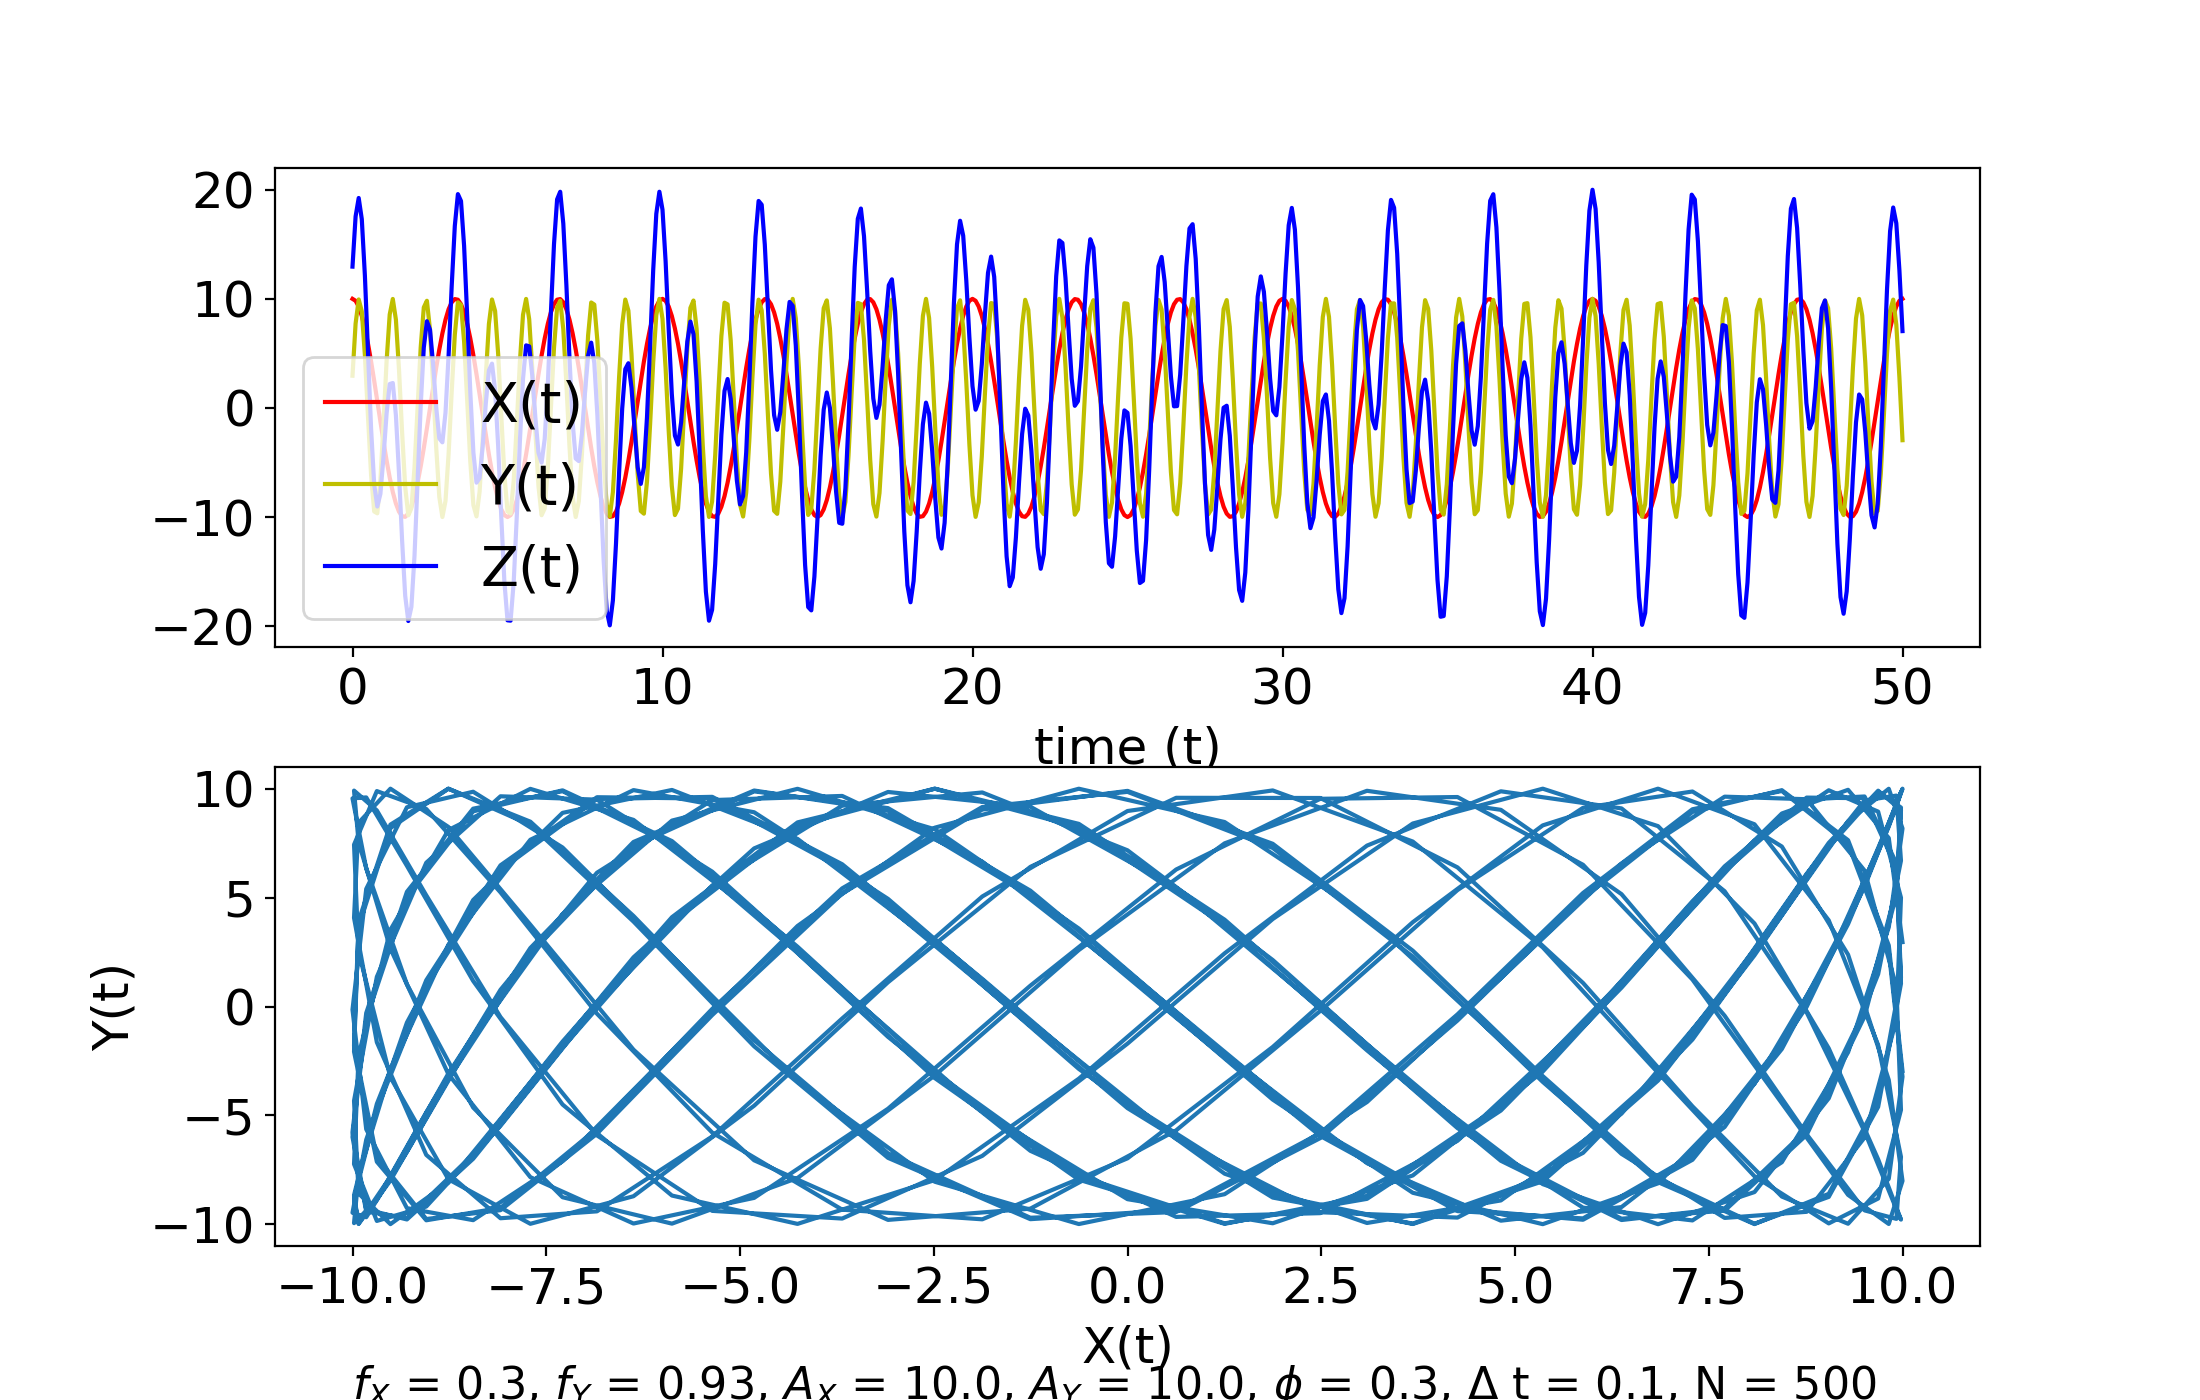 20
10
0
−10
−20
X(t)
Y(t)
Z(t)
0 10 20 30 40 50
time (t)
10
5
0
−5
−10
Y(t)
−10.0 −7.5 −5.0 −2.5 0.0 2.5 5.0 7.5 10.0
X(t)
f_X = 0.3, f_Y = 0.93, A_X = 10.0, A_Y = 10.0, ϕ = 0.3, Δ t = 0.1, N = 500